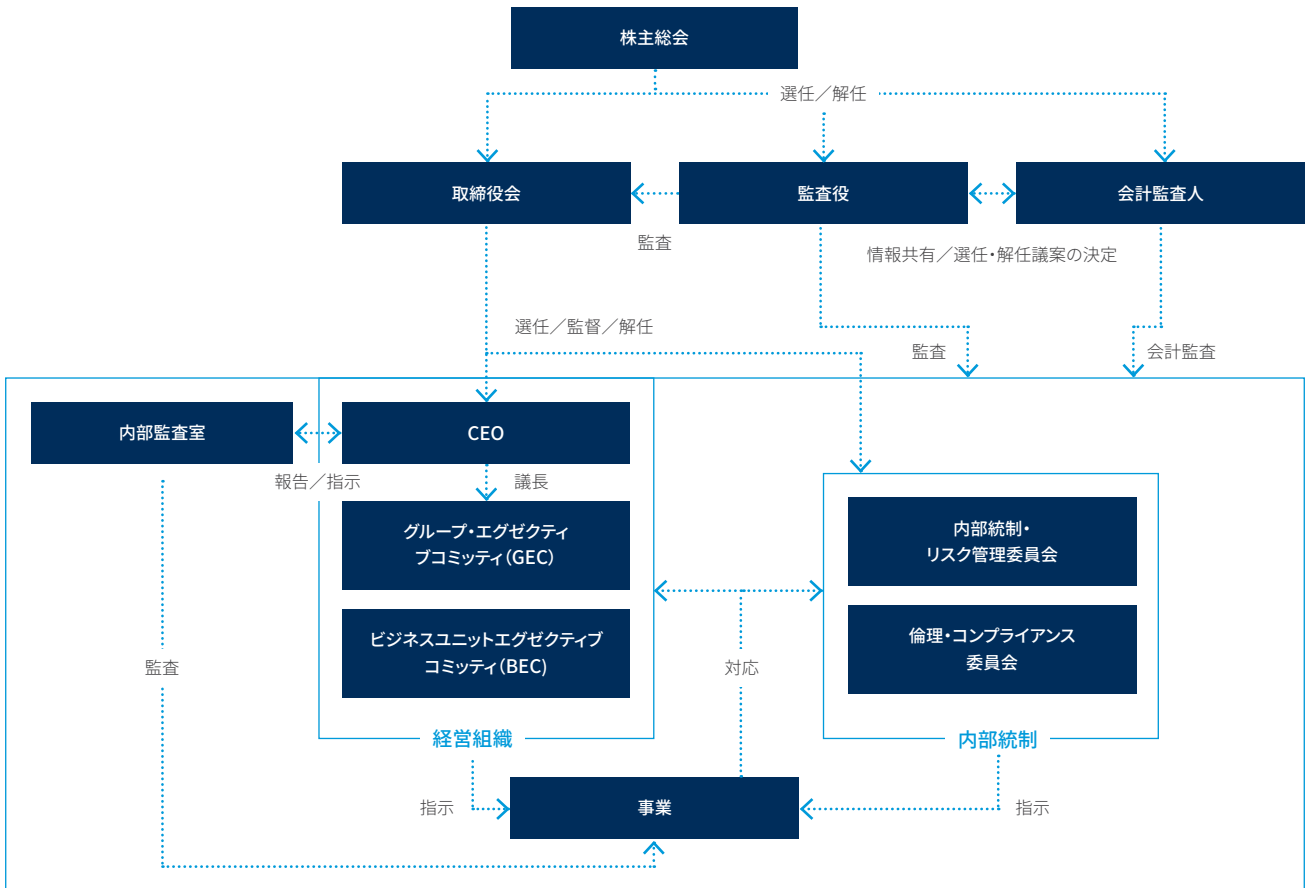 株主総会
選任／解任
取締役会
監査役
会計監査人
監査
情報共有／選任・解任議案の決定
選任／監督／解任
監査
会計監査
内部監査室
CEO
報告／指示
議長
グループ・エグゼクティ
ブコミッティ(GEC)
内部統制・
リスク管理委員会
ビジネスユニットエグゼクティブ
コミッティ(BEC)
倫理・コンプライアンス
委員会
監査
対応
経営組織
内部統制
指示
事業
指示